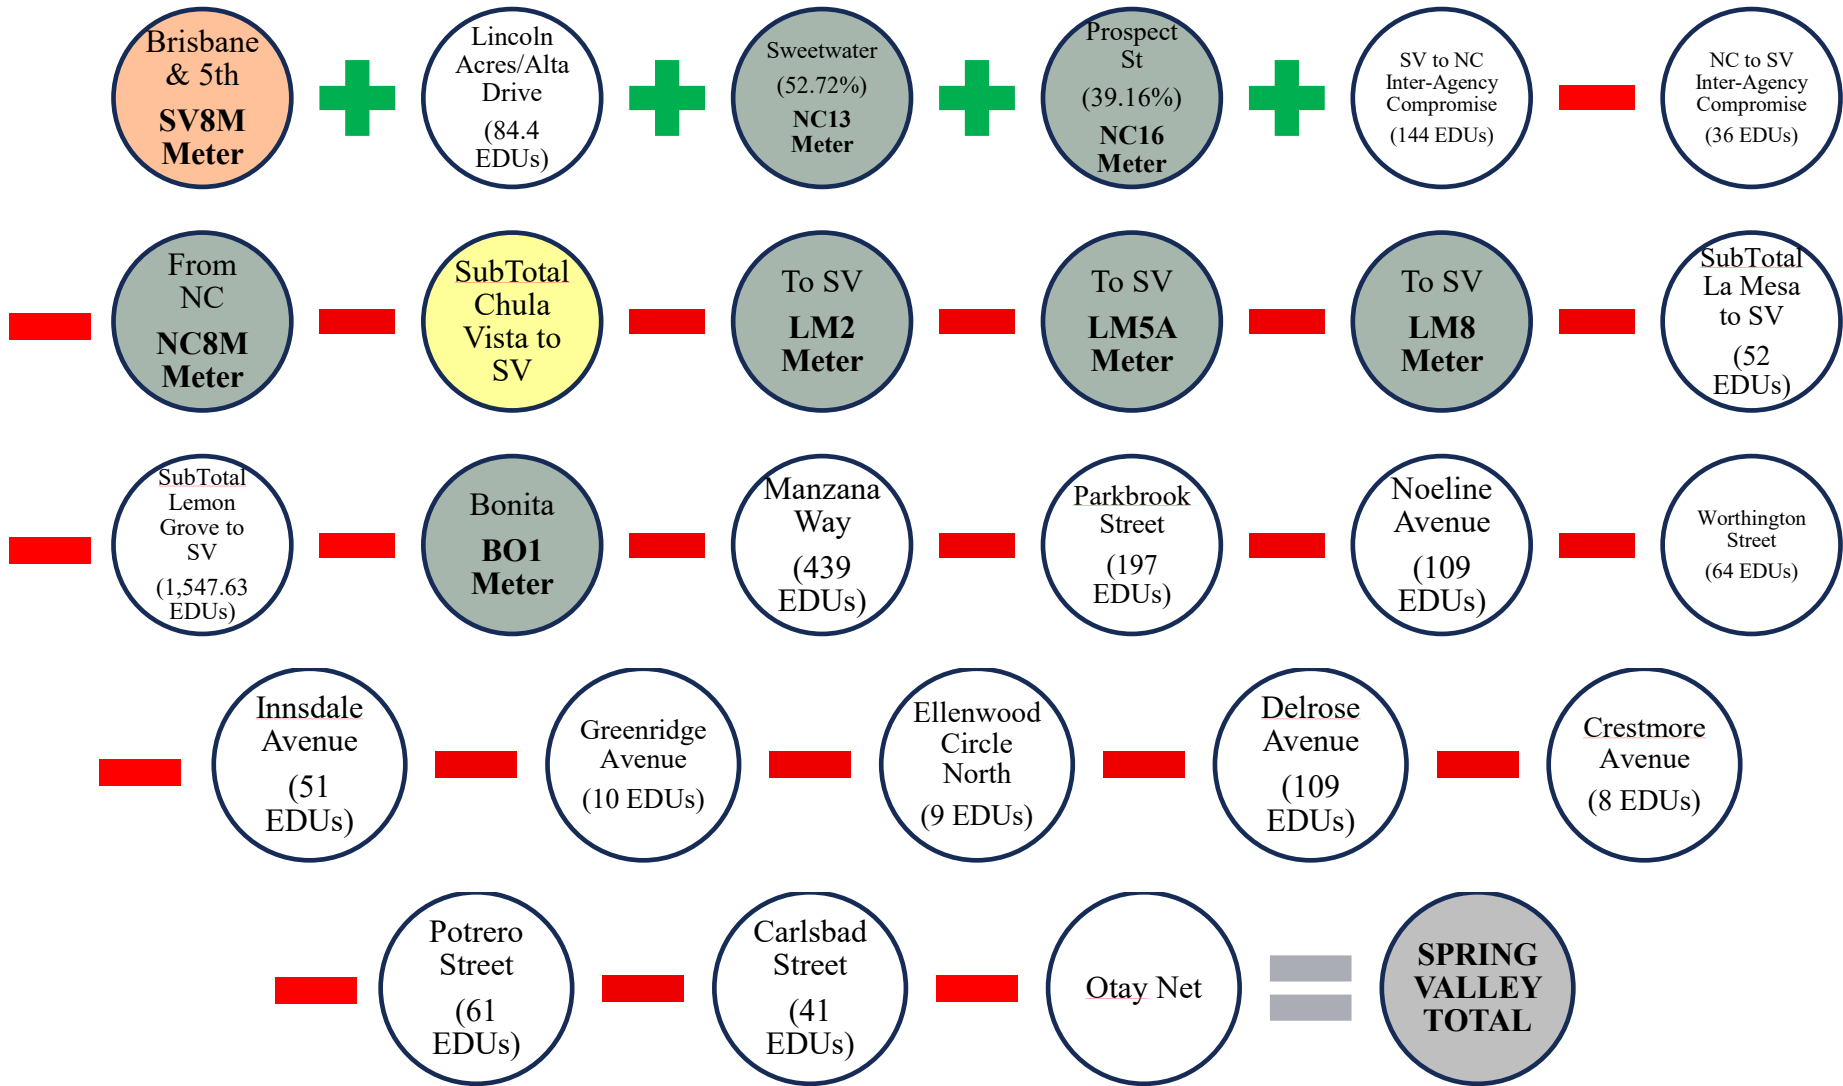 Brisbane
& 5th
SV8M
Meter
Lincoln
Acres/Alta
Drive
(84.4
EDUs)
Sweetwater
(52.72%)
NC13
Meter
Prospect
St
(39.16%)
NC16
Meter
SV to NC
Inter-Agency
Compromise
(144 EDUs)
NC to SV
Inter-Agency
Compromise
(36 EDUs)
From
NC
NC8M
Meter
SubTotal
Chula
Vista to
SV
To SV
LM2
Meter
To SV
LM5A
Meter
To SV
LM8
Meter
SubTotal
La Mesa
to SV
(52
EDUs)
SubTotal
Lemon
Grove to
SV
(1,547.63
EDUs)
Bonita
BO1
Meter
Manzana
Way
(439
EDUs)
Parkbrook
Street
(197
EDUs)
Noeline
Avenue
(109
EDUs)
Worthington
Street
(64 EDUs)
Innsdale
Avenue
(51
EDUs)
Greenridge
Avenue
(10 EDUs)
Ellenwood
Circle
North
(9 EDUs)
Delrose
Avenue
(109
EDUs)
Crestmore
Avenue
(8 EDUs)
Potrero
Street
(61
EDUs)
Carlsbad
Street
(41
EDUs)
Otay Net
SPRING
VALLEY
TOTAL